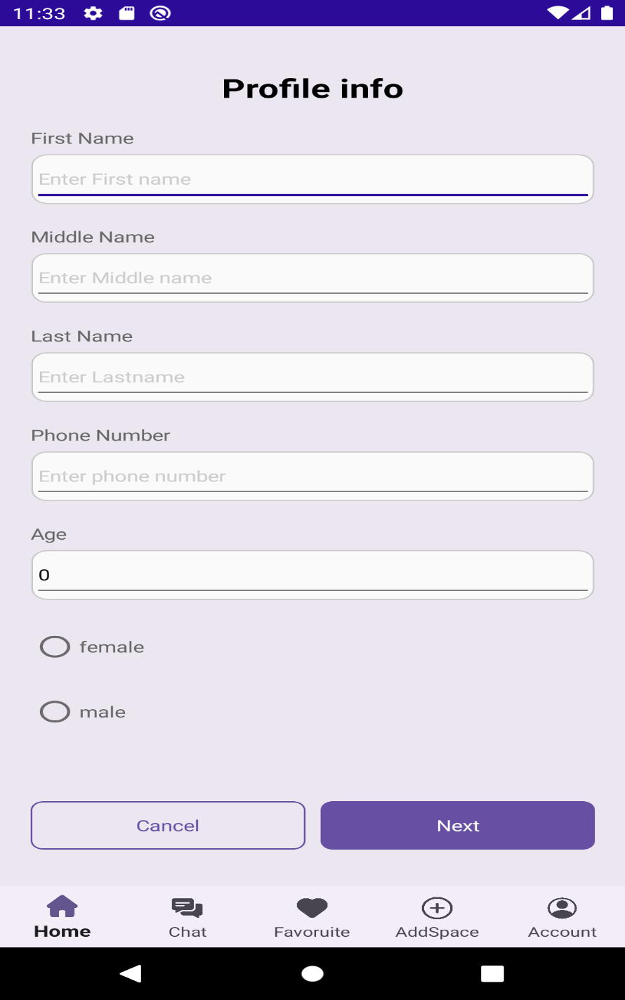 11:33
Profile info
First Name
Enter First name
Middle Name
Enter Middle name
Last Name
Enter Lastname
Phone Number
Enter phone number
Age
0
female
male
Cancel Next
Home Chat Favoruite AddSpace Account